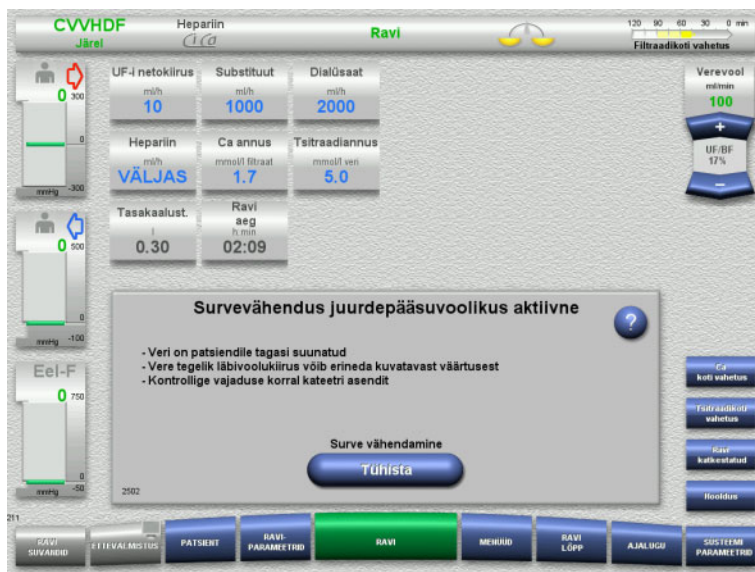 CVVHDF
Järel
Heparin
Ci Ca
Ravi
120 90 60 30 0 min
Filtraadikoti vahetus
0
300
0
mmHg -300
UF-i netokiirus
ml/h
10
Substituut
ml/h
1000
Dialüsaat
ml/h
2000
Verevool
ml/min
100
+
UF/BF
17%
−
Hepariin
ml/h
VÄLJAS
Ca annus
mmol/l filtraat
1.7
Tsitraadiannus
mmol/l veri
5.0
Tasakaalust.
l
0.30
Ravi
aeg
h:min
02:09
0
500
0
mmHg -100
Survevähendus juurdepääsuvoolikus aktiivne
?
- Veri on patsiendile tagasi suunatud
- Vere tegelik läbivoolukiirus võib erineda kuvatavast väärtusest
- Kontrollige vajaduse korral kateetri asendit
Surve vähendamine
Tühista
2502
Eel-F
0
750
0
mmHg -50
Ca
koti vahetus
Tsitraadikoti
vahetus
Ravi
katkestatud
Hooldus
211
RAVI
SUVANDID
ETTEVALMISTUS
PATSIENT
RAVI-
PARAMEETRID
RAVI
MENÜÜD
RAVI
LÕPP
AJALUGU
SÜSTEEMI
PARAMEETRID